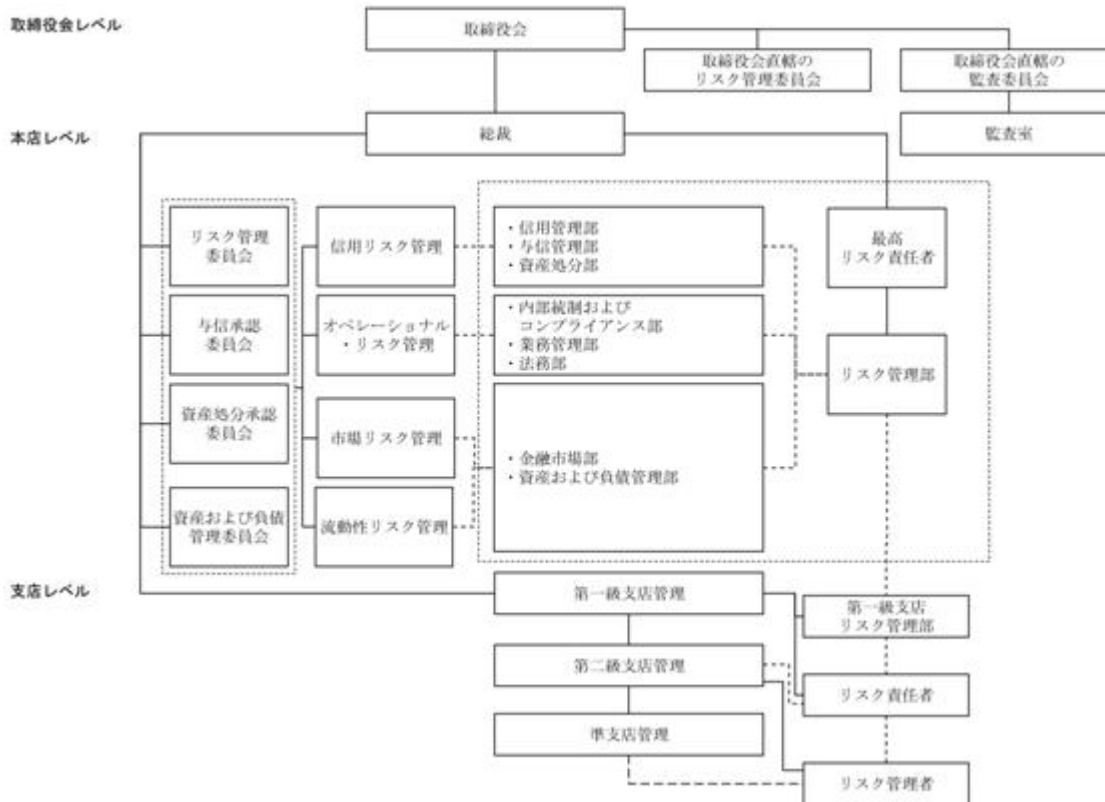 取締役会レベル
取締役会
取締役会直轄の
リスク管理委員会
取締役会直轄の
監査委員会
本店レベル
総裁
監査室
リスク管理
委員会
信用リスク管理
・信用管理部
・与信管理部
・資産処分部
最高
リスク責任者
与信承認
委員会
オペレーショナル
・リスク管理
・内部統制および
コンプライアンス部
・業務管理部
・法務部
リスク管理部
資産処分承認
委員会
市場リスク管理
・金融市場部
・資産および負債管理部
資産および負債
管理委員会
流動性リスク管理
支店レベル
第一級支店管理
第一級支店
リスク管理部
第二級支店管理
リスク責任者
準支店管理
リスク管理者